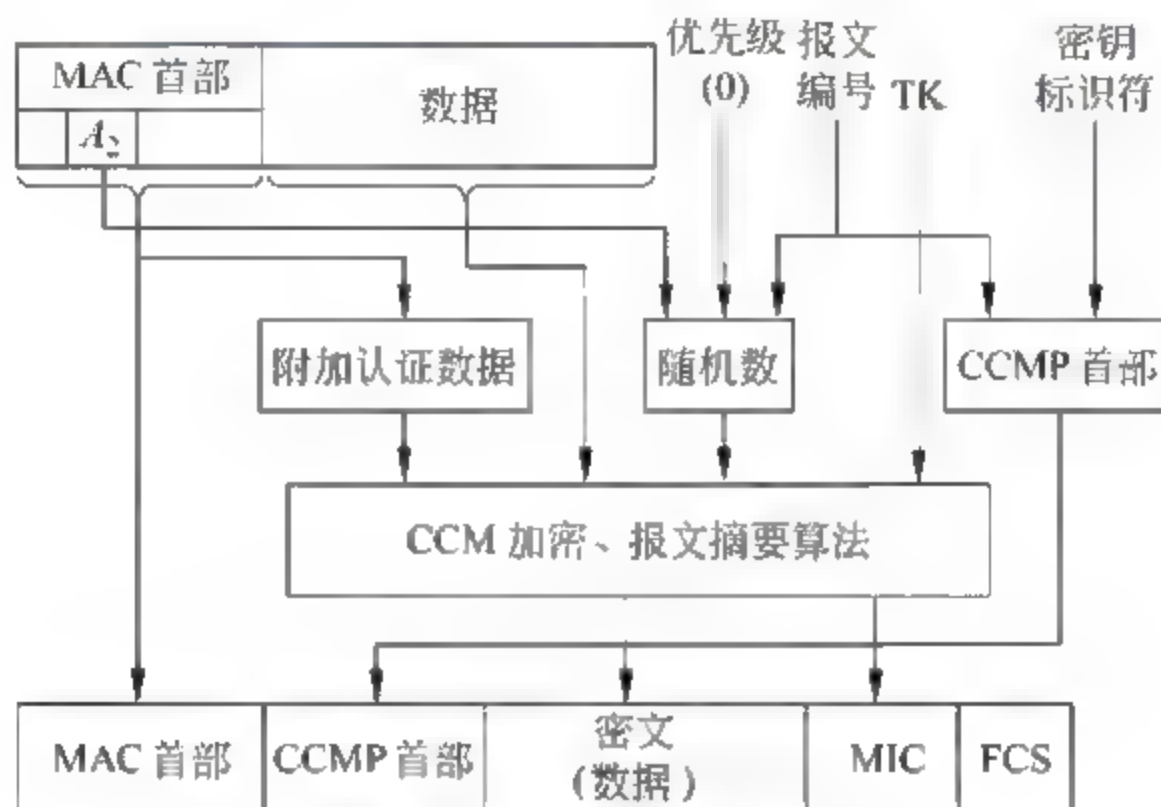 优先级 报文 密钥
MAC 首部 数据 (0) 编号 TK 标识符
A₂
附加认证数据 随机数 CCMP 首部
CCM 加密、报文摘要算法
MAC 首部 CCMP 首部 密文 MIC FCS
(数据)